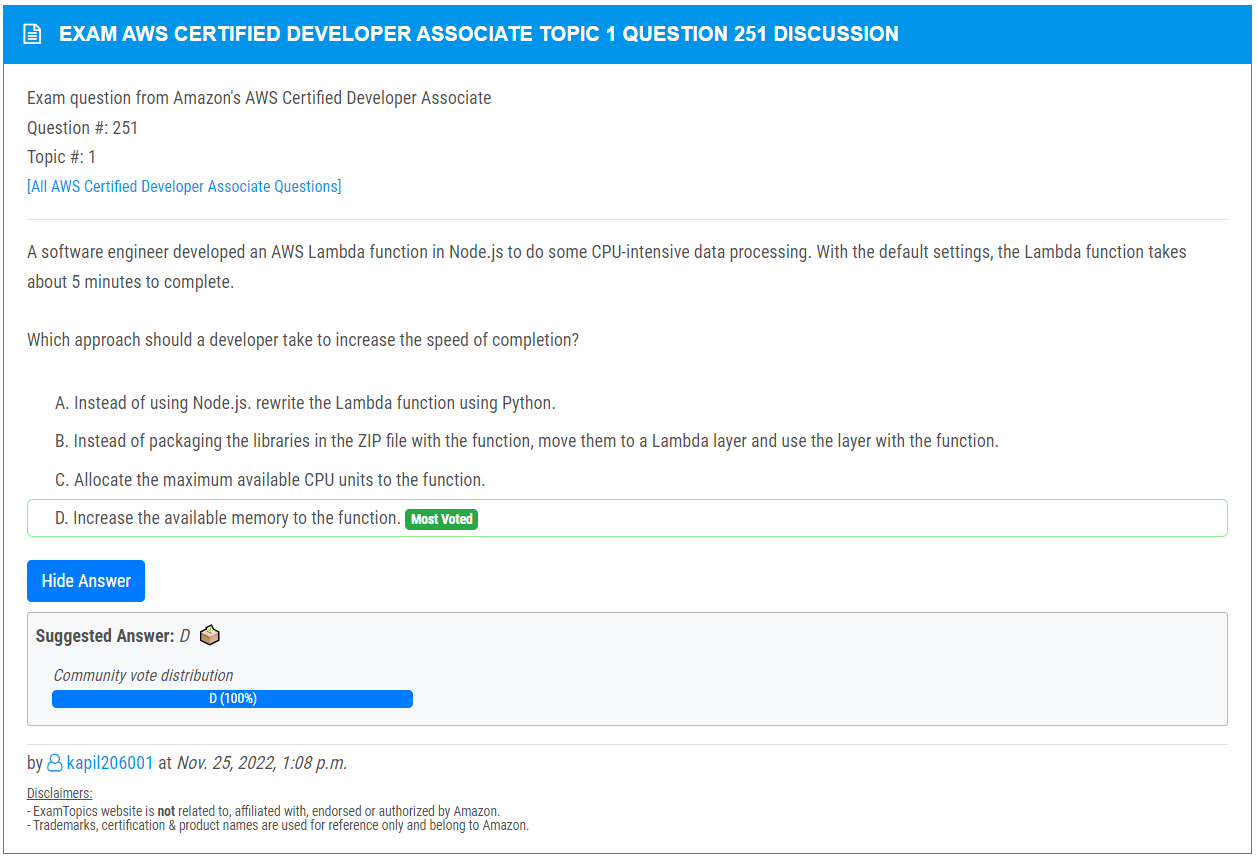 EXAM AWS CERTIFIED DEVELOPER ASSOCIATE TOPIC 1 QUESTION 251 DISCUSSION
Exam question from Amazon's AWS Certified Developer Associate
Question #: 251
Topic #: 1
[All AWS Certified Developer Associate Questions]
A software engineer developed an AWS Lambda function in Node.js to do some CPU-intensive data processing. With the default settings, the Lambda function takes
about 5 minutes to complete.
Which approach should a developer take to increase the speed of completion?
A. Instead of using Node.js. rewrite the Lambda function using Python.
B. Instead of packaging the libraries in the ZIP file with the function, move them to a Lambda layer and use the layer with the function.
C. Allocate the maximum available CPU units to the function.
D. Increase the available memory to the function. Most Voted
Hide Answer
Suggested Answer: D
Community vote distribution
D (100%)
by kapil206001 at Nov. 25, 2022, 1:08 p.m.
Disclaimers:
- ExamTopics website is not related to, affiliated with, endorsed or authorized by Amazon.
- Trademarks, certification & product names are used for reference only and belong to Amazon.